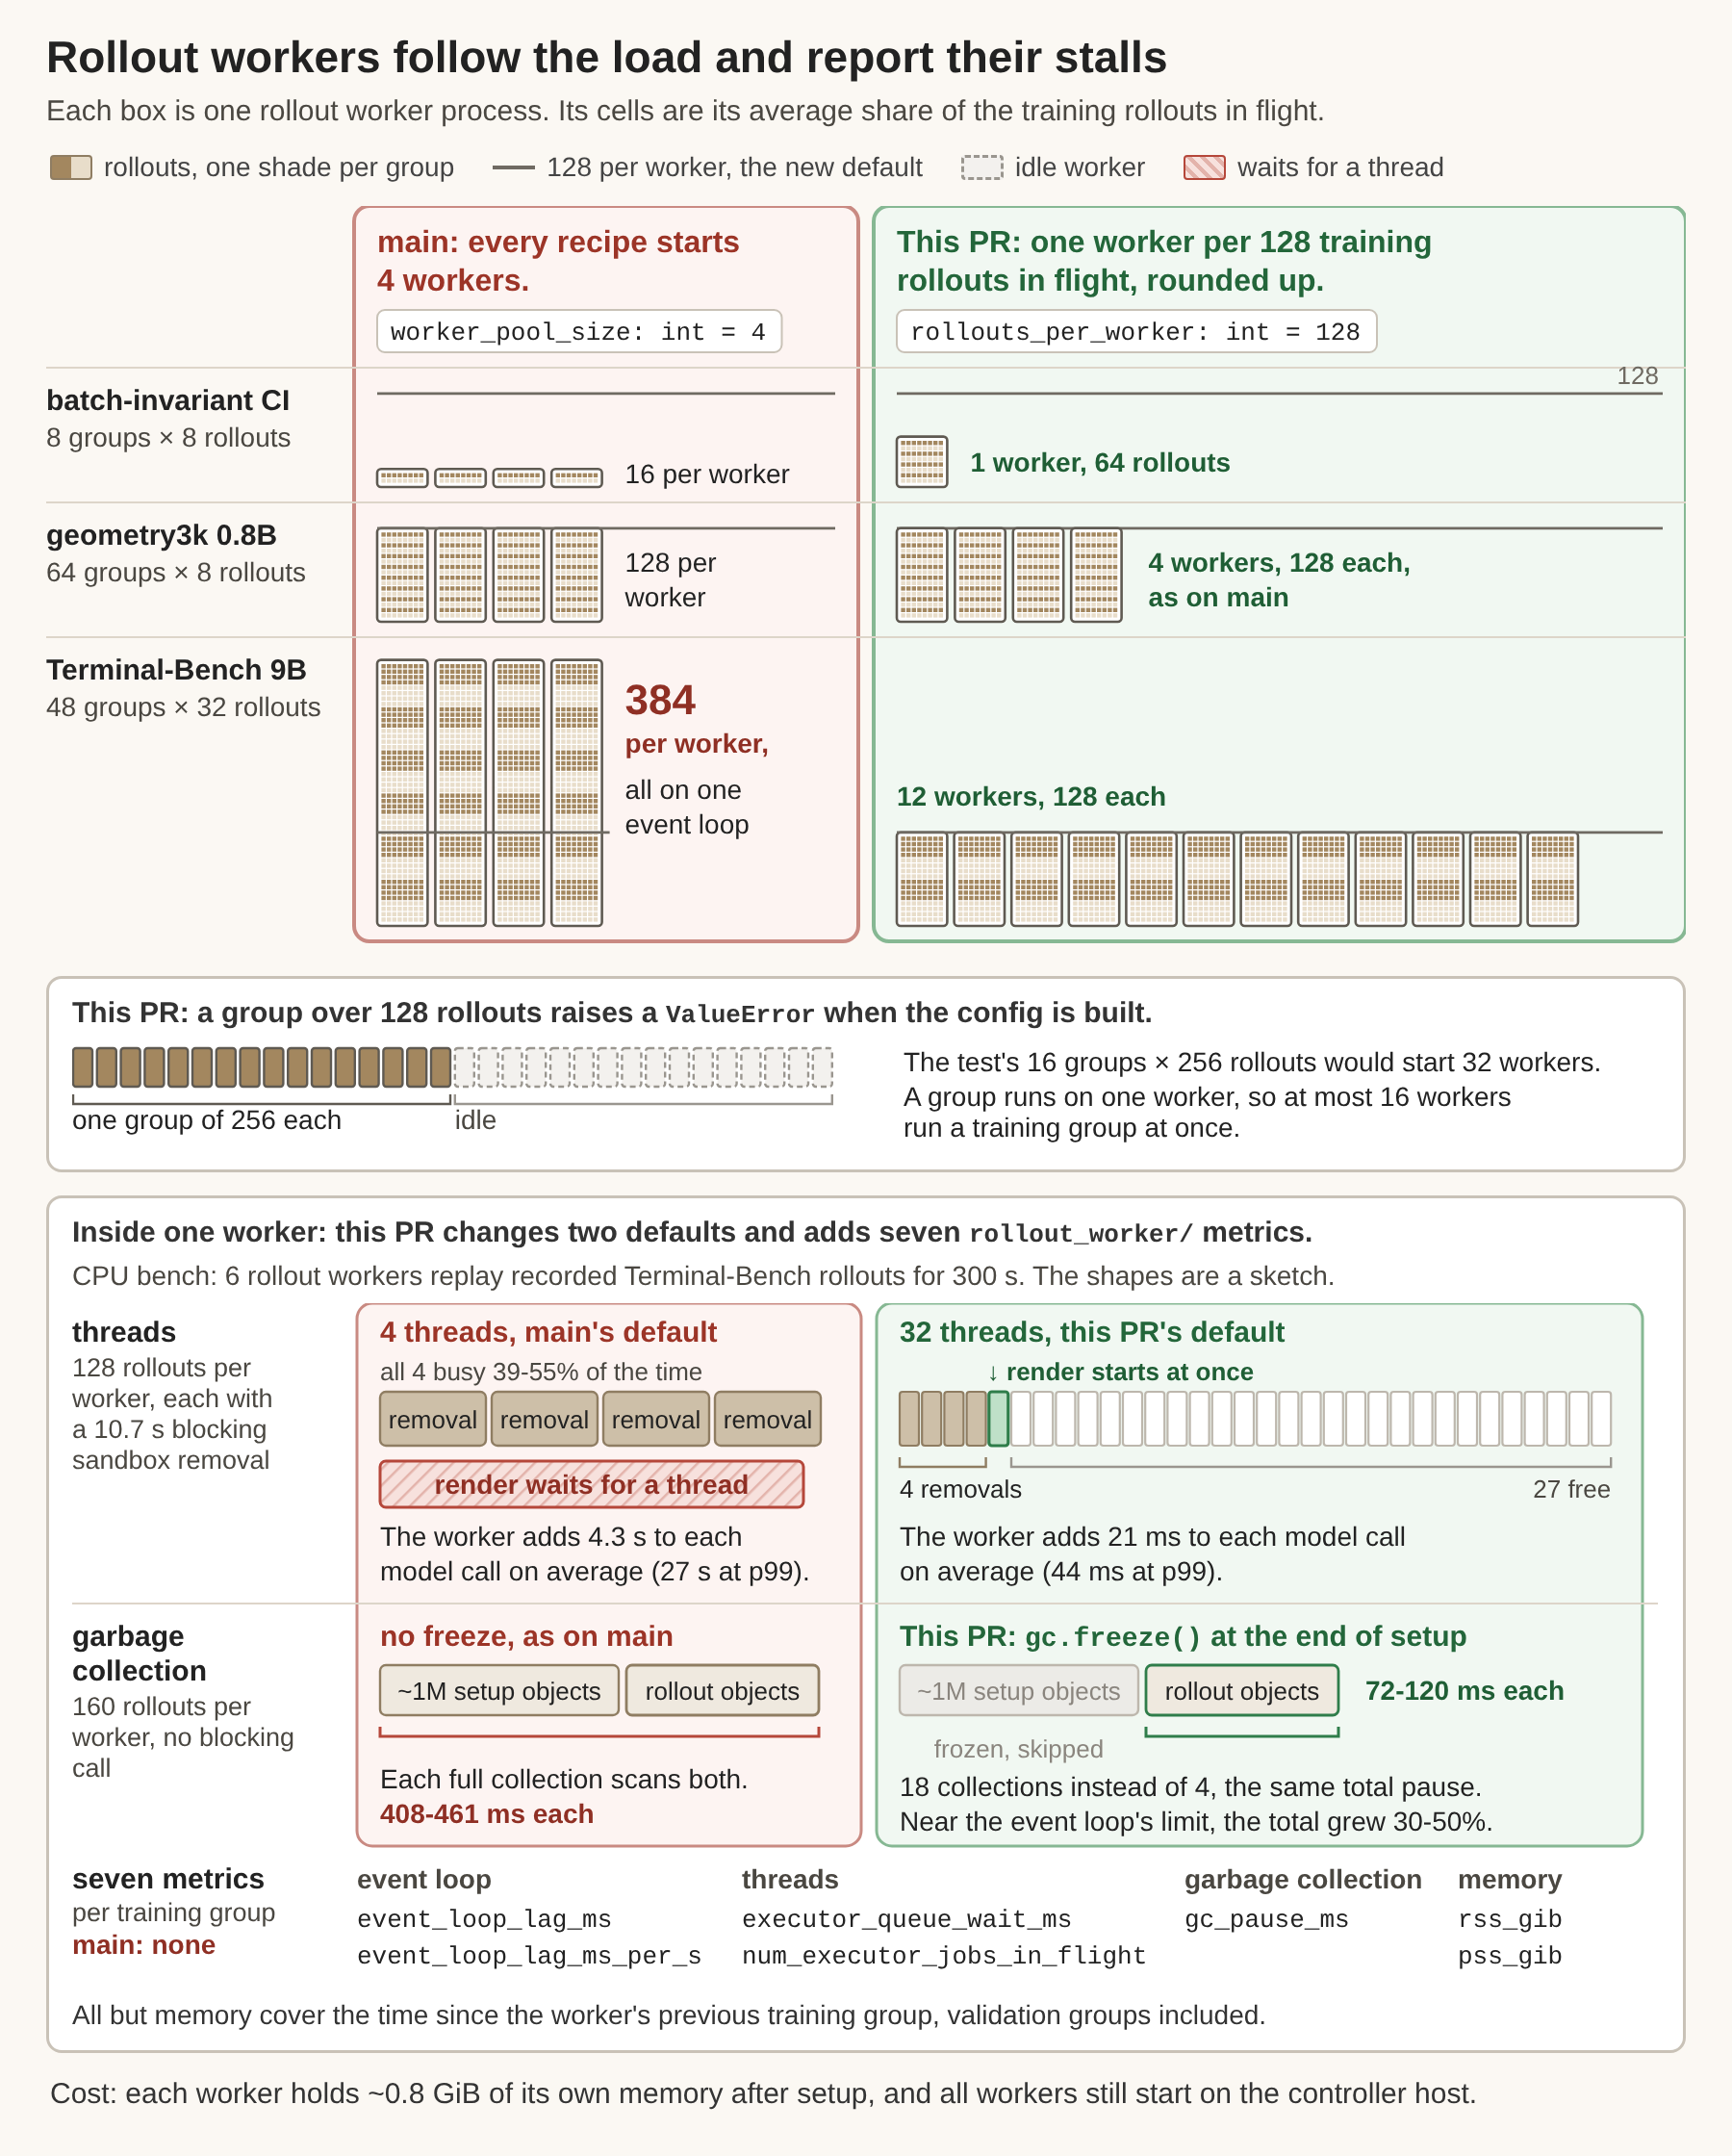 Rollout workers follow the load and report their stalls
Each box is one rollout worker process. Its cells are its average share of the training rollouts in flight.
rollouts, one shade per group
128 per worker, the new default
idle worker
waits for a thread
main: every recipe starts
4 workers.
worker_pool_size: int = 4
This PR: one worker per 128 training
rollouts in flight, rounded up.
rollouts_per_worker: int = 128
batch-invariant CI
8 groups × 8 rollouts
16 per worker
128
1 worker, 64 rollouts
geometry3k 0.8B
64 groups × 8 rollouts
128 per
worker
4 workers, 128 each,
as on main
Terminal-Bench 9B
48 groups × 32 rollouts
384
per worker,
all on one
event loop
12 workers, 128 each
This PR: a group over 128 rollouts raises a ValueError when the config is built.
one group of 256 each
idle
The test's 16 groups × 256 rollouts would start 32 workers.
A group runs on one worker, so at most 16 workers
run a training group at once.
Inside one worker: this PR changes two defaults and adds seven rollout_worker/ metrics.
CPU bench: 6 rollout workers replay recorded Terminal-Bench rollouts for 300 s. The shapes are a sketch.
threads
128 rollouts per
worker, each with
a 10.7 s blocking
sandbox removal
4 threads, main's default
all 4 busy 39-55% of the time
removal
removal
removal
removal
render waits for a thread
The worker adds 4.3 s to each
model call on average (27 s at p99).
32 threads, this PR's default
↓ render starts at once
4 removals
27 free
The worker adds 21 ms to each model call
on average (44 ms at p99).
garbage
collection
160 rollouts per
worker, no blocking
call
no freeze, as on main
~1M setup objects
rollout objects
Each full collection scans both.
408-461 ms each
This PR: gc.freeze() at the end of setup
~1M setup objects
rollout objects
72-120 ms each
frozen, skipped
18 collections instead of 4, the same total pause.
Near the event loop's limit, the total grew 30-50%.
seven metrics
per training group
main: none
event loop
event_loop_lag_ms
event_loop_lag_ms_per_s
threads
executor_queue_wait_ms
num_executor_jobs_in_flight
garbage collection
gc_pause_ms
memory
rss_gib
pss_gib
All but memory cover the time since the worker's previous training group, validation groups included.
Cost: each worker holds ~0.8 GiB of its own memory after setup, and all workers still start on the controller host.